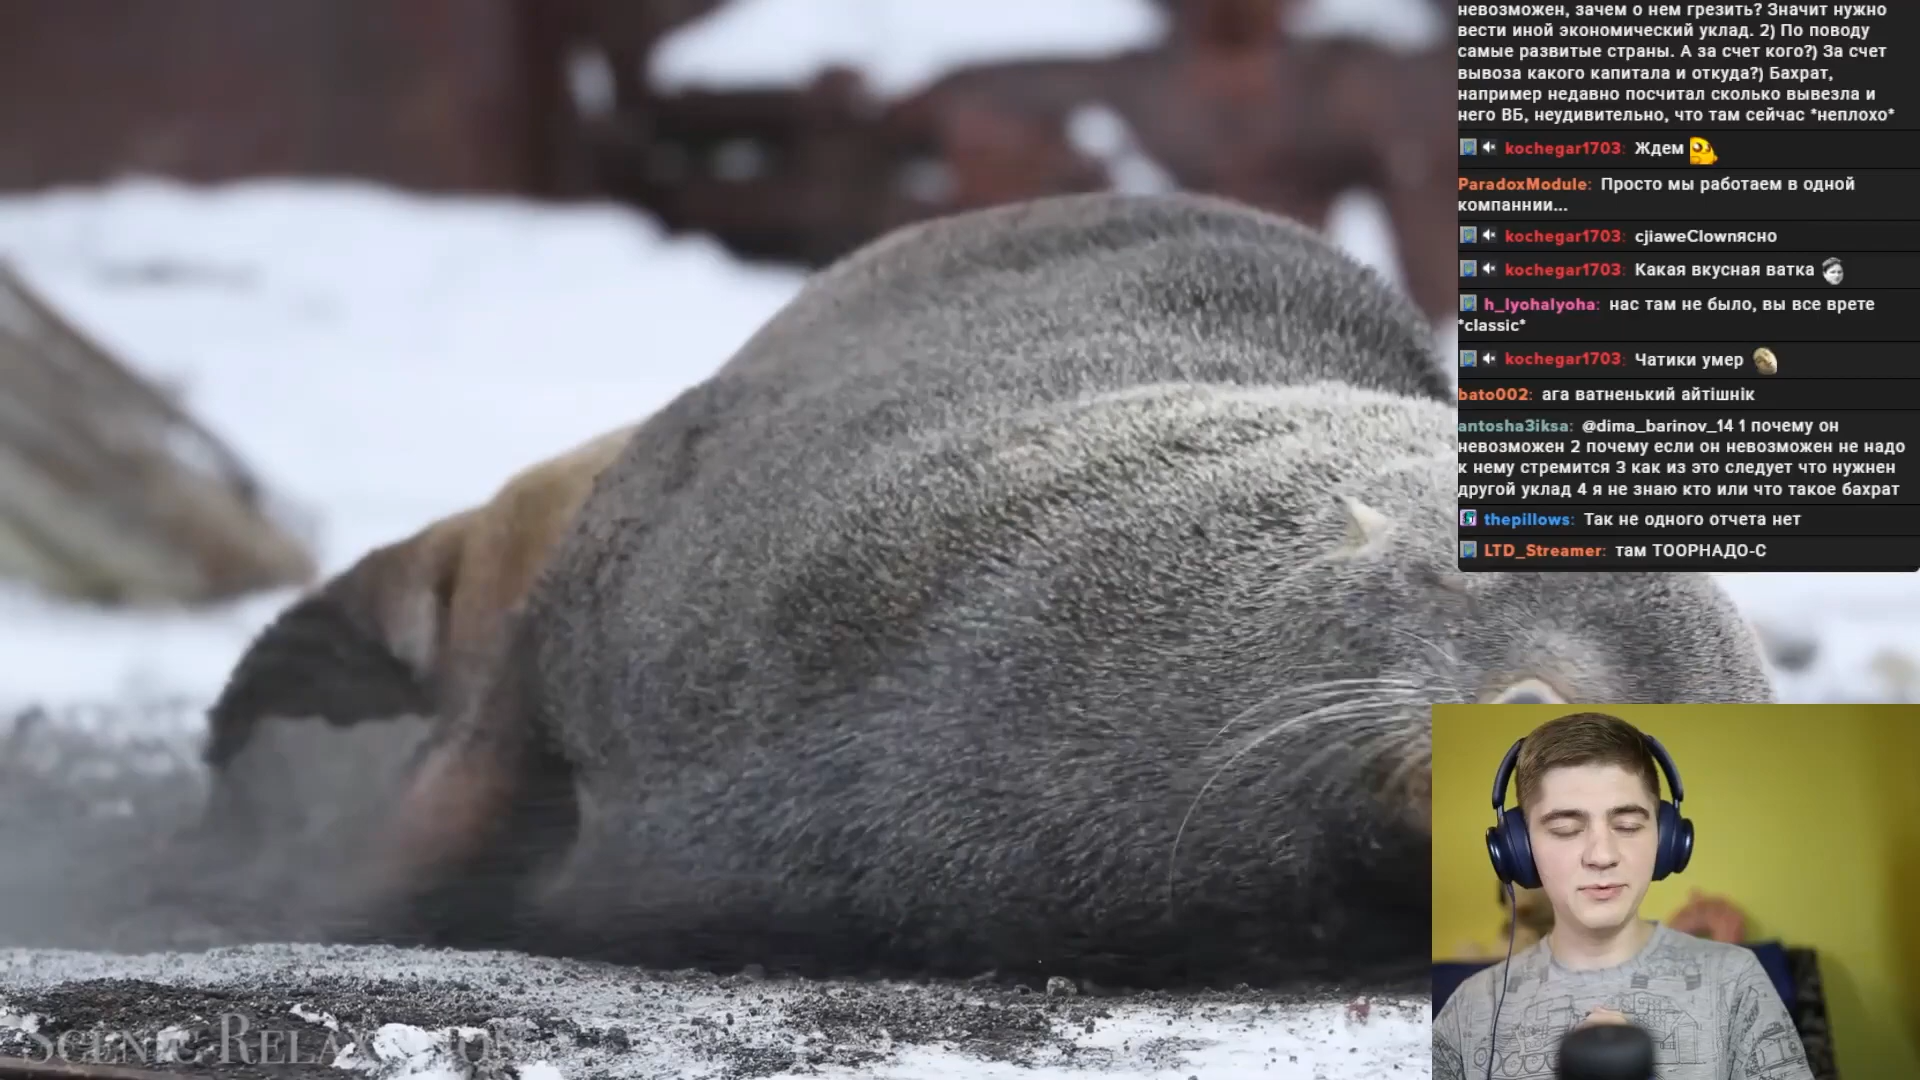 невозможен, зачем о нем грезить? Значит нужно
вести иной экономический уклад. 2) По поводу
самые развитые страны. А за счет кого?) За счет
вывоза какого капитала и откуда?) Бахрат,
например недавно посчитал сколько вывезла и
него ВБ, неудивительно, что там сейчас *неплохо*
kochegar1703: Ждем
ParadoxModule: Просто мы работаем в одной
компаннии...
kochegar1703: cjiaweClownясно
kochegar1703: Какая вкусная ватка
h_lyohalyoha: нас там не было, вы все врете
*classic*
kochegar1703: Чатики умер
bato002: ага ватненький айтішнік
antosha3iksa: @dima_barinov_14 1 почему он
невозможен 2 почему если он невозможен не надо
к нему стремится 3 как из это следует что нужнен
другой уклад 4 я не знаю кто или что такое бахрат
thepillows: Так не одного отчета нет
LTD_Streamer: там ТООРНАДО-С
SCENIC RELAXATION